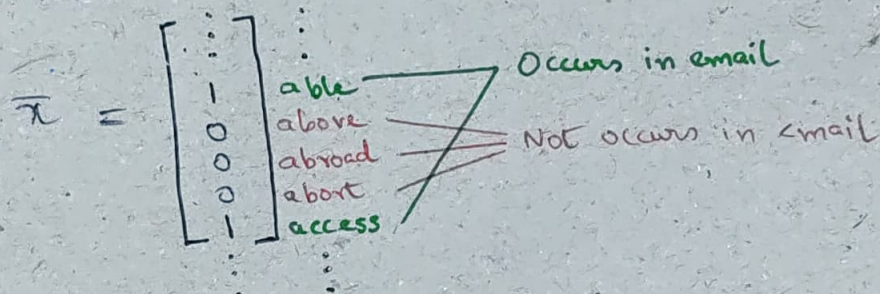 Occurs in email
1 able
x̄ = 0 above
Not occurs in email
0 abroad
0 abort
1 access